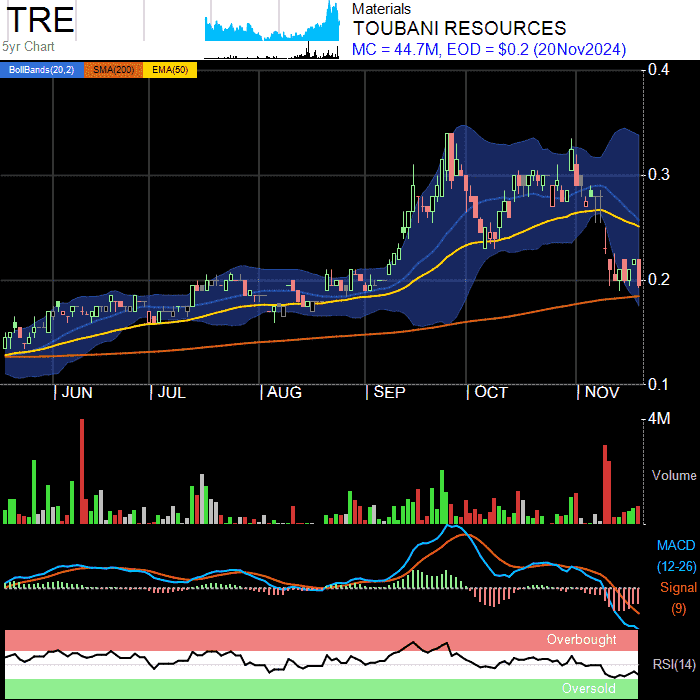 TRE
5yr Chart
Materials
TOUBANI RESOURCES
MC = 44.7M, EOD = $0.2 (20Nov2024)
BollBands(20,2) SMA(200) EMA(50)
0.4
0.3
0.2
0.1
JUN JUL AUG SEP OCT NOV
4M
Volume
MACD
(12-26)
Signal
(9)
Overbought
RSI(14)
Oversold